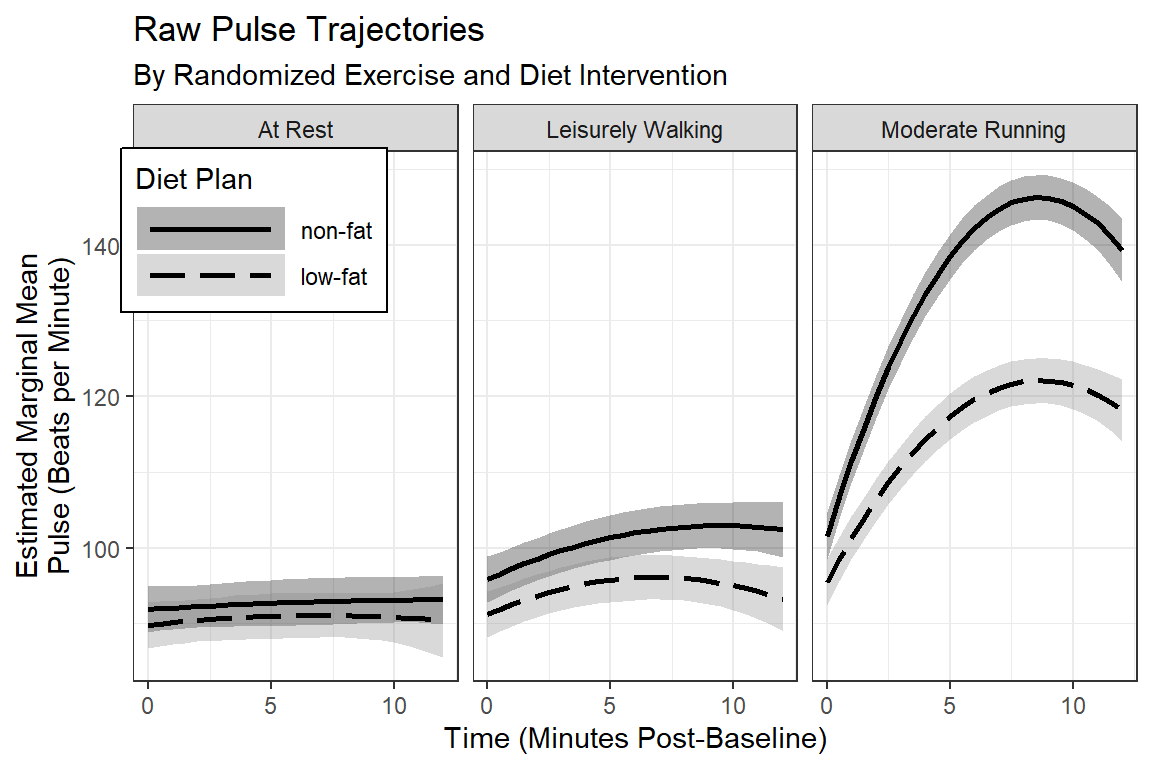 Raw Pulse Trajectories
By Randomized Exercise and Diet Intervention
At Rest
Leisurely Walking
Moderate Running
Diet Plan
non-fat
low-fat
Estimated Marginal Mean
Pulse (Beats per Minute)
140
120
100
0 5 10
0 5 10
0 5 10
Time (Minutes Post-Baseline)